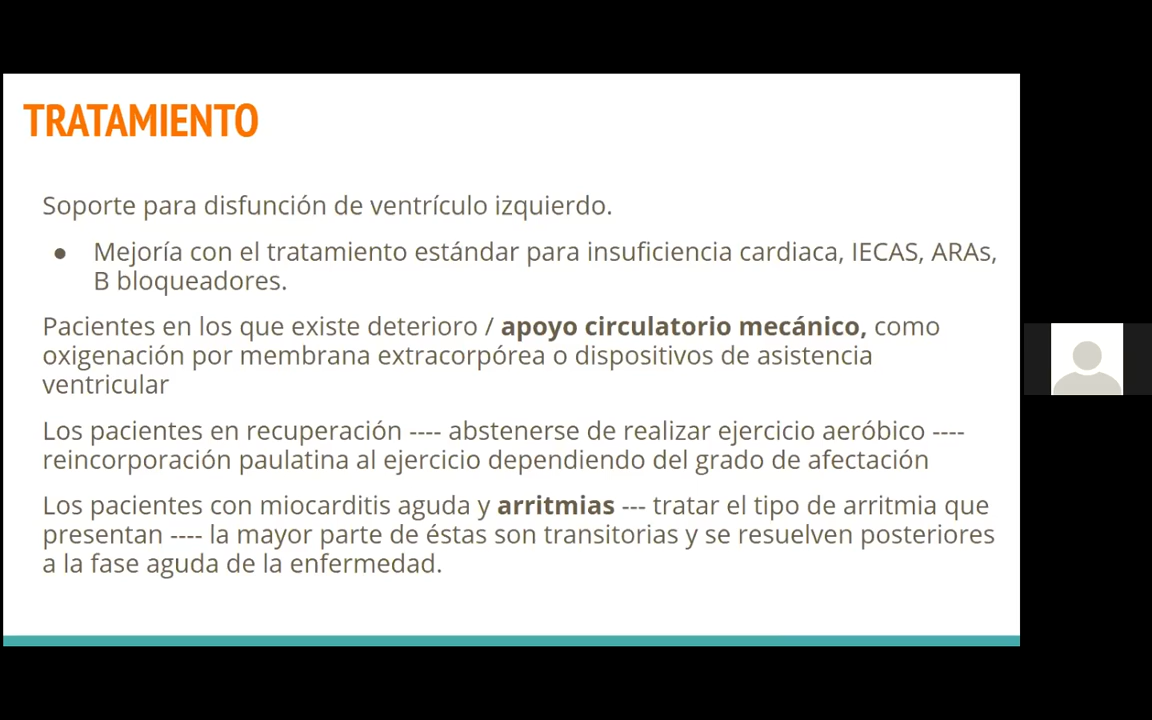 TRATAMIENTO
Soporte para disfunción de ventrículo izquierdo.
● Mejoría con el tratamiento estándar para insuficiencia cardiaca, IECAS, ARAs,
B bloqueadores.
Pacientes en los que existe deterioro / apoyo circulatorio mecánico, como
oxigenación por membrana extracorpórea o dispositivos de asistencia
ventricular
Los pacientes en recuperación ---- abstenerse de realizar ejercicio aeróbico ----
reincorporación paulatina al ejercicio dependiendo del grado de afectación
Los pacientes con miocarditis aguda y arritmias --- tratar el tipo de arritmia que
presentan ---- la mayor parte de éstas son transitorias y se resuelven posteriores
a la fase aguda de la enfermedad.